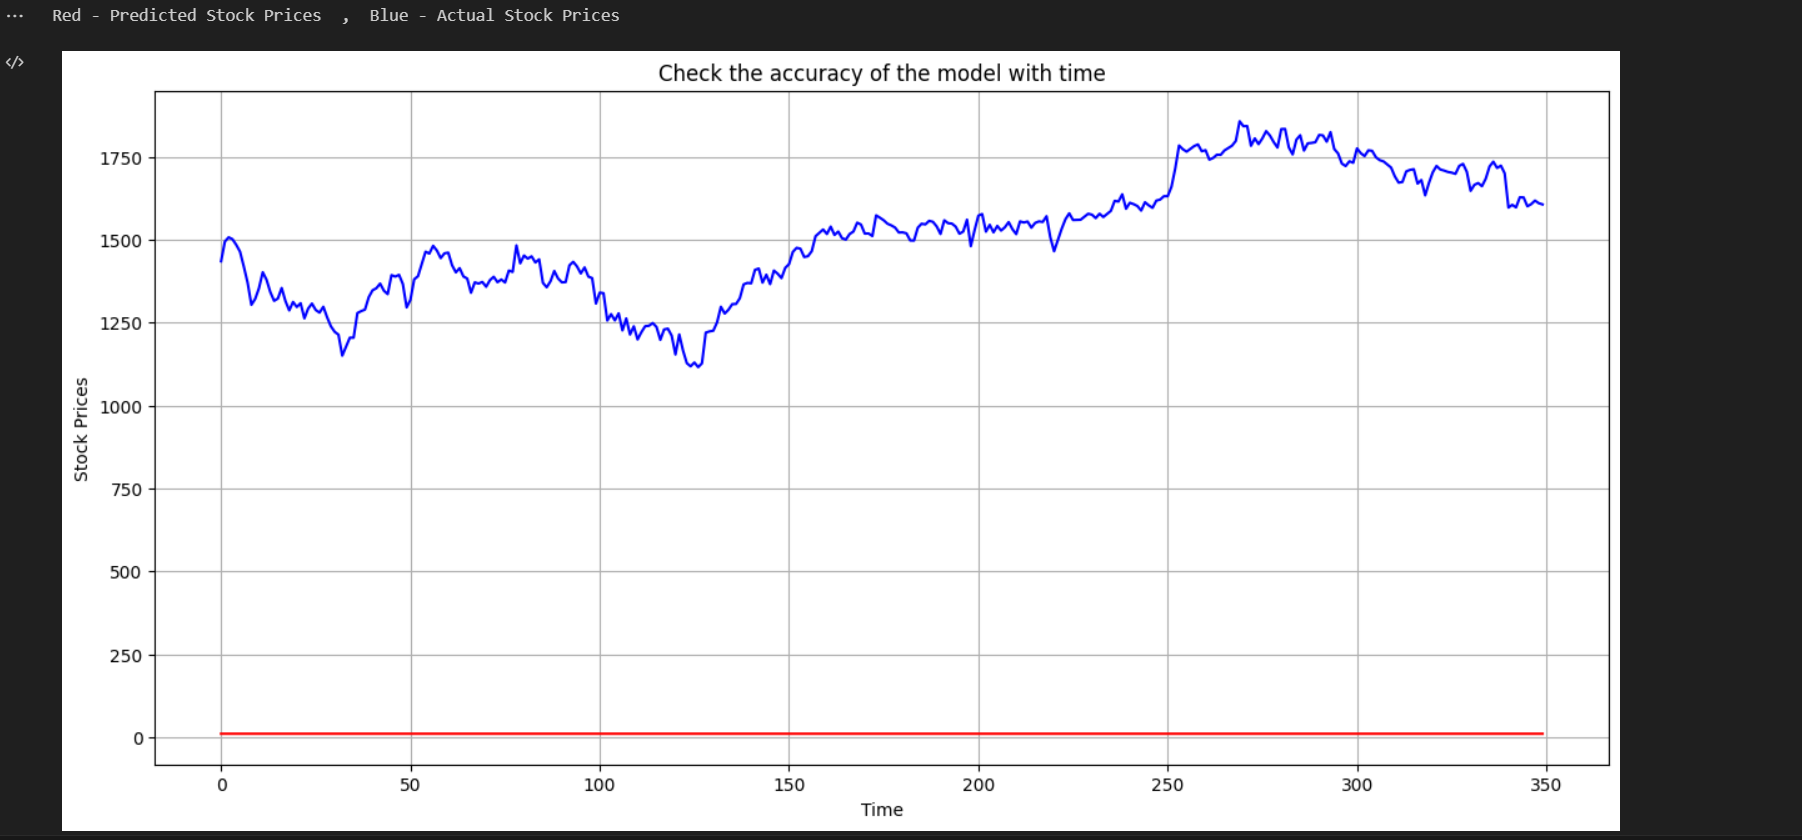 ... Red - Predicted Stock Prices , Blue - Actual Stock Prices
</>
Check the accuracy of the model with time
Stock Prices
1750
1500
1250
1000
750
500
250
0
0 50 100 150 200 250 300 350
Time